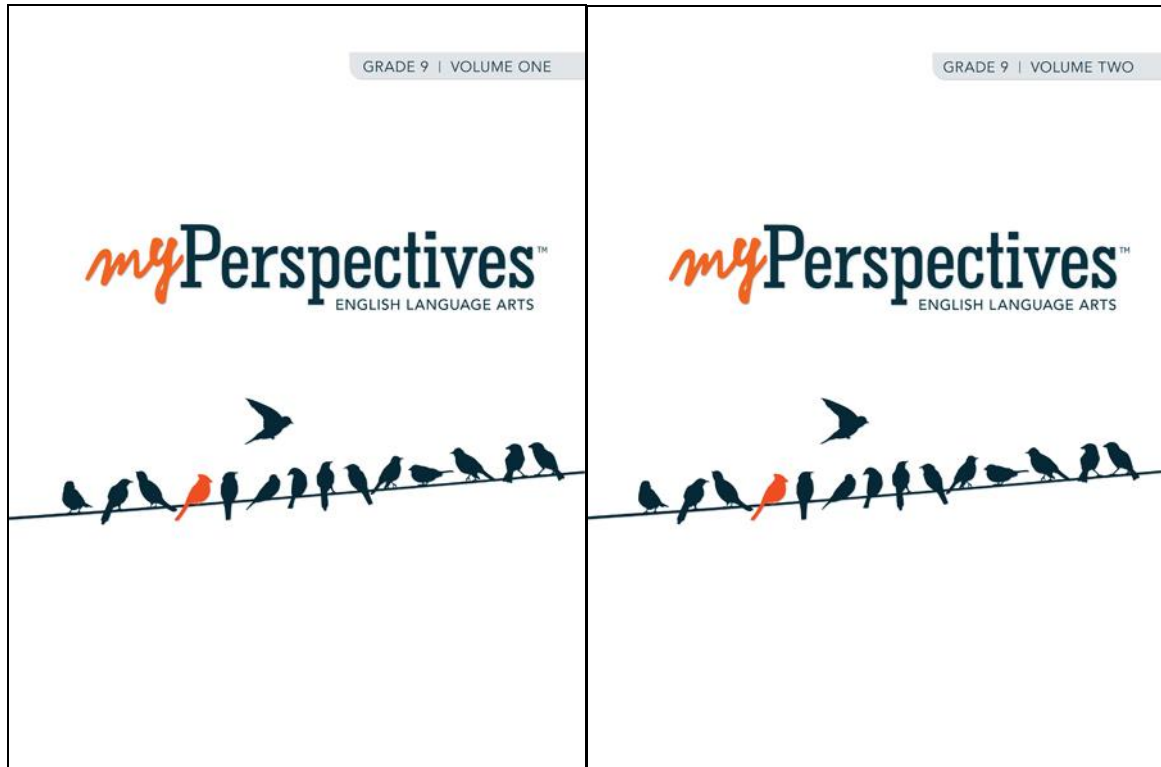 GRADE 9 | VOLUME ONE
myPerspectives™
ENGLISH LANGUAGE ARTS
GRADE 9 | VOLUME TWO
myPerspectives™
ENGLISH LANGUAGE ARTS